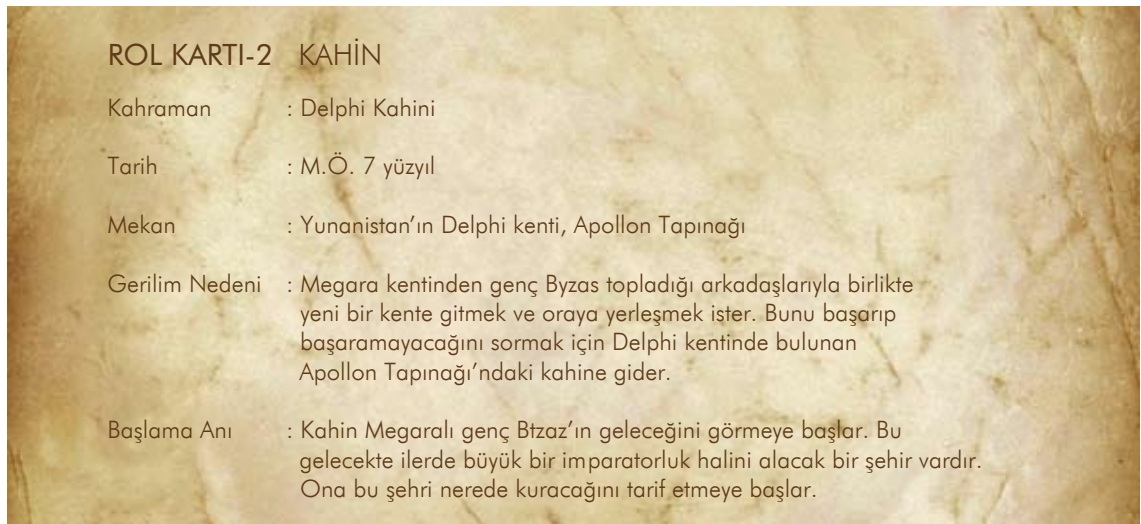 ROL KARTI-2 KAHİN
Kahraman : Delphi Kahini
Tarih : M.Ö. 7 yüzyıl
Mekan : Yunanistan’ın Delphi kenti, Apollon Tapınağı
Gerilim Nedeni : Megara kentinden genç Byzas topladığı arkadaşlarıyla birlikte
yeni bir kente gitmek ve oraya yerleşmek ister. Bunu başarıp
başaramayacağını sormak için Delphi kentinde bulunan
Apollon Tapınağı’ndaki kahine gider.
Başlama Anı : Kahin Megaralı genç Btzaz’ın geleceğini görmeye başlar. Bu
gelecekte ilerde büyük bir imparatorluk halini alacak bir şehir vardır.
Ona bu şehri nerede kuracağını tarif etmeye başlar.